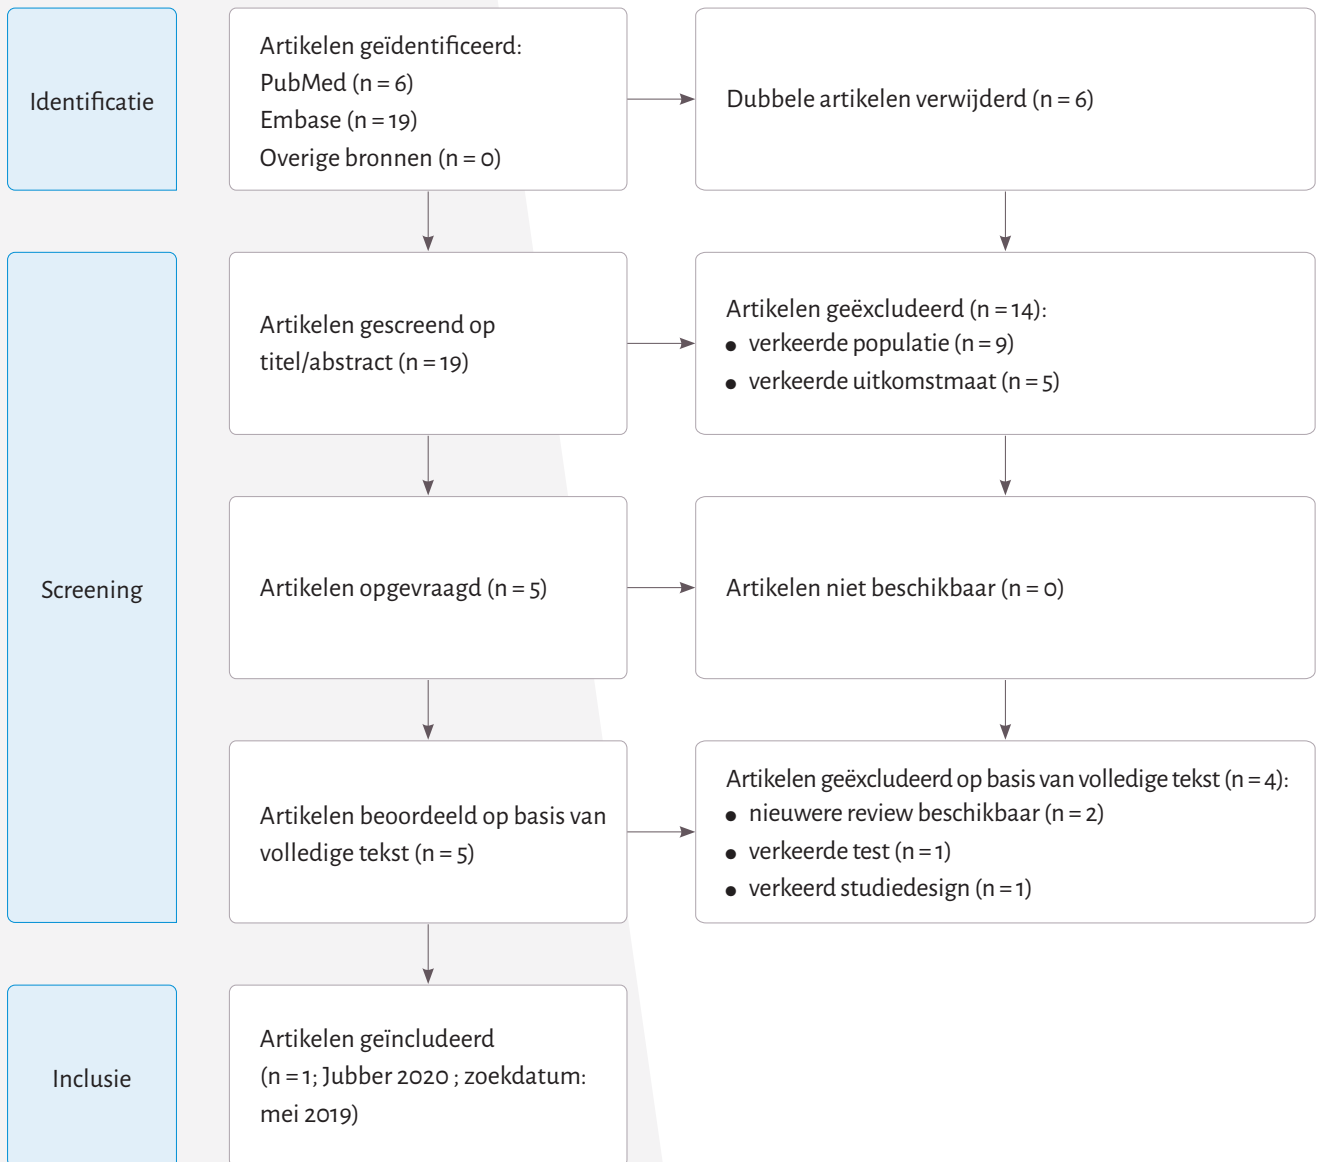 Identificatie
Artikelen geïdentificeerd:
PubMed (n = 6)
Embase (n = 19)
Overige bronnen (n = 0)
Dubbele artikelen verwijderd (n = 6)
Screening
Artikelen gescreend op
titel/abstract (n = 19)
Artikelen geëxcludeerd (n = 14):
● verkeerde populatie (n = 9)
● verkeerde uitkomstmaat (n = 5)
Artikelen opgevraagd (n = 5)
Artikelen niet beschikbaar (n = 0)
Artikelen beoordeeld op basis van
volledige tekst (n = 5)
Artikelen geëxcludeerd op basis van volledige tekst (n = 4):
● nieuwere review beschikbaar (n = 2)
● verkeerde test (n = 1)
● verkeerd studiedesign (n = 1)
Inclusie
Artikelen geïncludeerd
(n = 1; Jubber 2020 ; zoekdatum:
mei 2019)